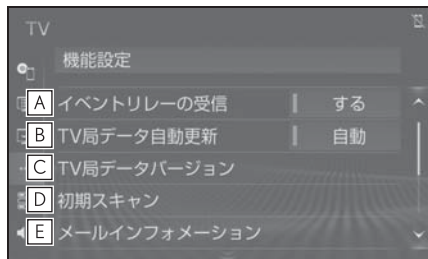 TV
機能設定
A イベントリレーの受信 する
B TV局データ自動更新 自動
C TV局データバージョン
D 初期スキャン
E メールインフォメーション